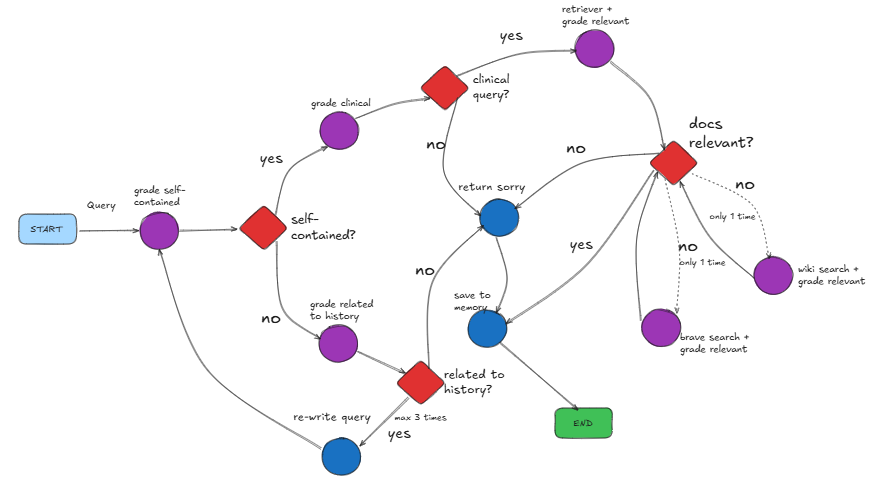 retriever +
grade relevant
yes
clinical
query?
grade clinical
docs
relevant?
no
no
yes
return sorry
no
only 1 time
grade self-
contained
Query
START
self-
contained?
yes
no
only 1 time
wiki search +
grade relevant
no
save to
memory
grade related
to history
no
brave search +
grade relevant
related to
history?
max 3 times
yes
re-write query
END